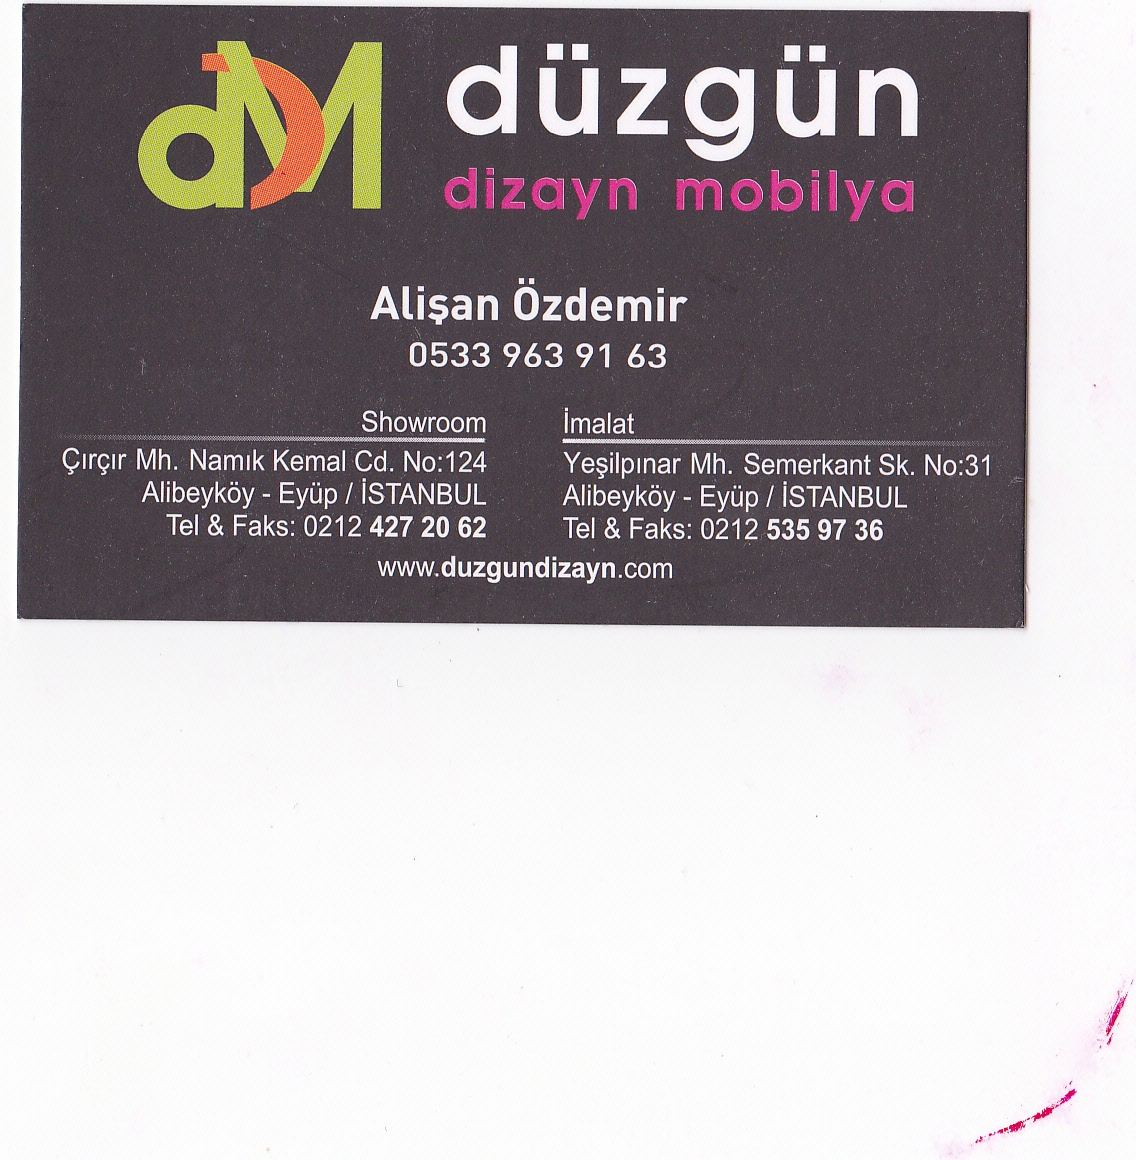 dDM
düzgün
dizayn mobilya
Alişan Özdemir
0533 963 91 63
Showroom
Çırçır Mh. Namık Kemal Cd. No:124
Alibeyköy - Eyüp / İSTANBUL
Tel & Faks: 0212 427 20 62
İmalat
Yeşilpınar Mh. Semerkant Sk. No:31
Alibeyköy - Eyüp / İSTANBUL
Tel & Faks: 0212 535 97 36
www.duzgundizayn.com